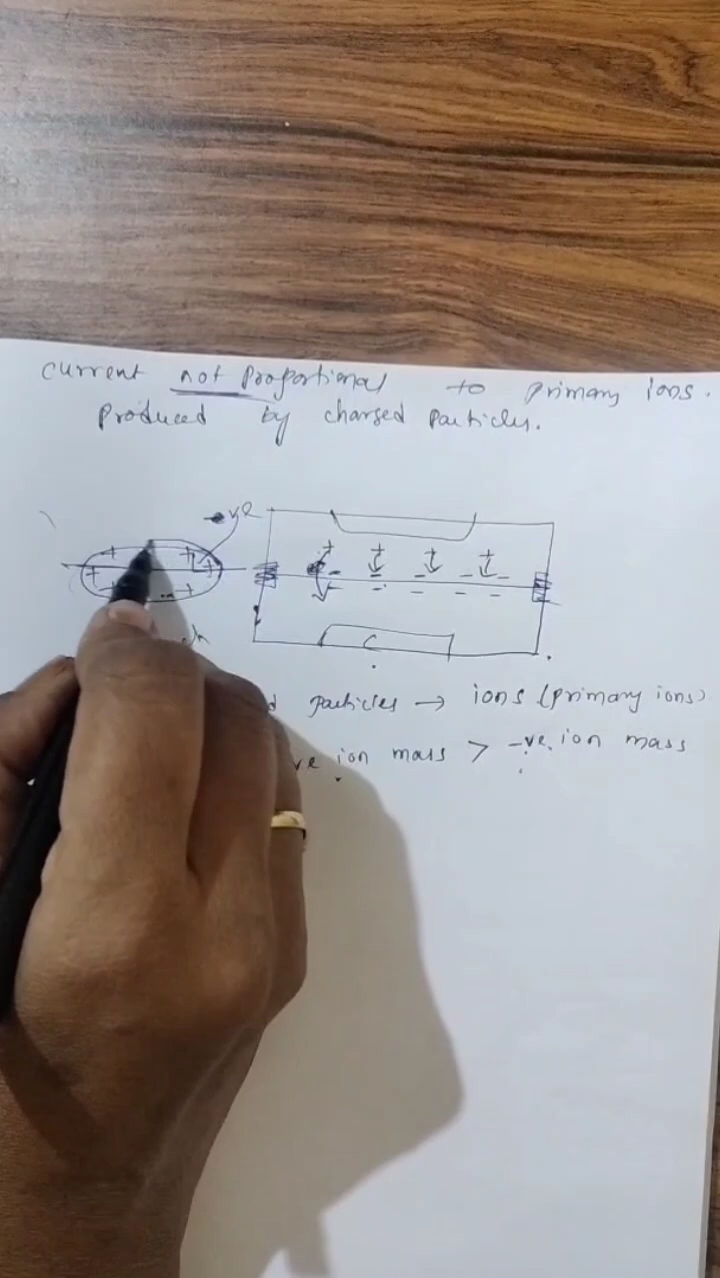 current not proportional to primary ions.
produced by charged particles.
-ve
C
particles → ions (primary ions)
ve ion mass > -ve ion mass